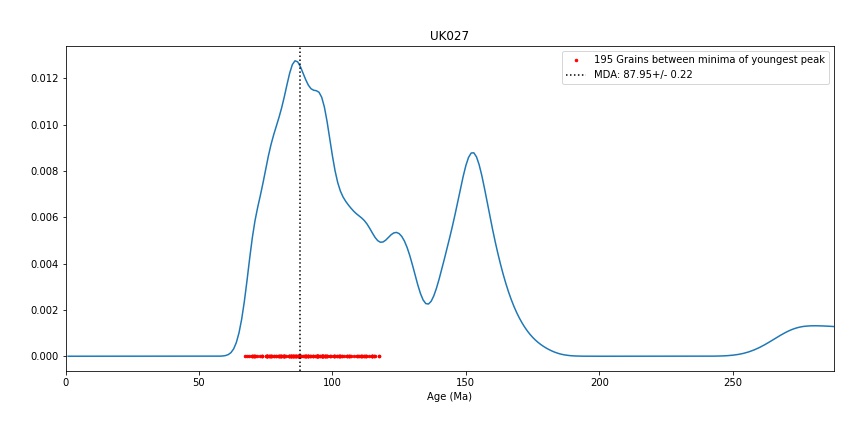 UK027
195 Grains between minima of youngest peak
MDA: 87.95+/- 0.22
0.012
0.010
0.008
0.006
0.004
0.002
0.000
0 50 100 150 200 250
Age (Ma)